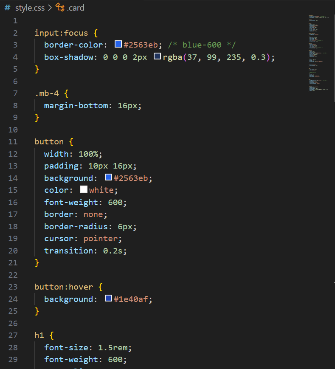 # style.css > .card
1
2 input:focus {
3 border-color: #2563eb; /* blue-600 */
4 box-shadow: 0 0 0 2px rgba(37, 99, 235, 0.3);
5 }
6
7 .mb-4 {
8 margin-bottom: 16px;
9 }
10
11 button {
12 width: 100%;
13 padding: 10px 16px;
14 background: #2563eb;
15 color: white;
16 font-weight: 600;
17 border: none;
18 border-radius: 6px;
19 cursor: pointer;
20 transition: 0.2s;
21 }
22
23 button:hover {
24 background: #1e40af;
25 }
26
27 h1 {
28 font-size: 1.5rem;
29 font-weight: 600;